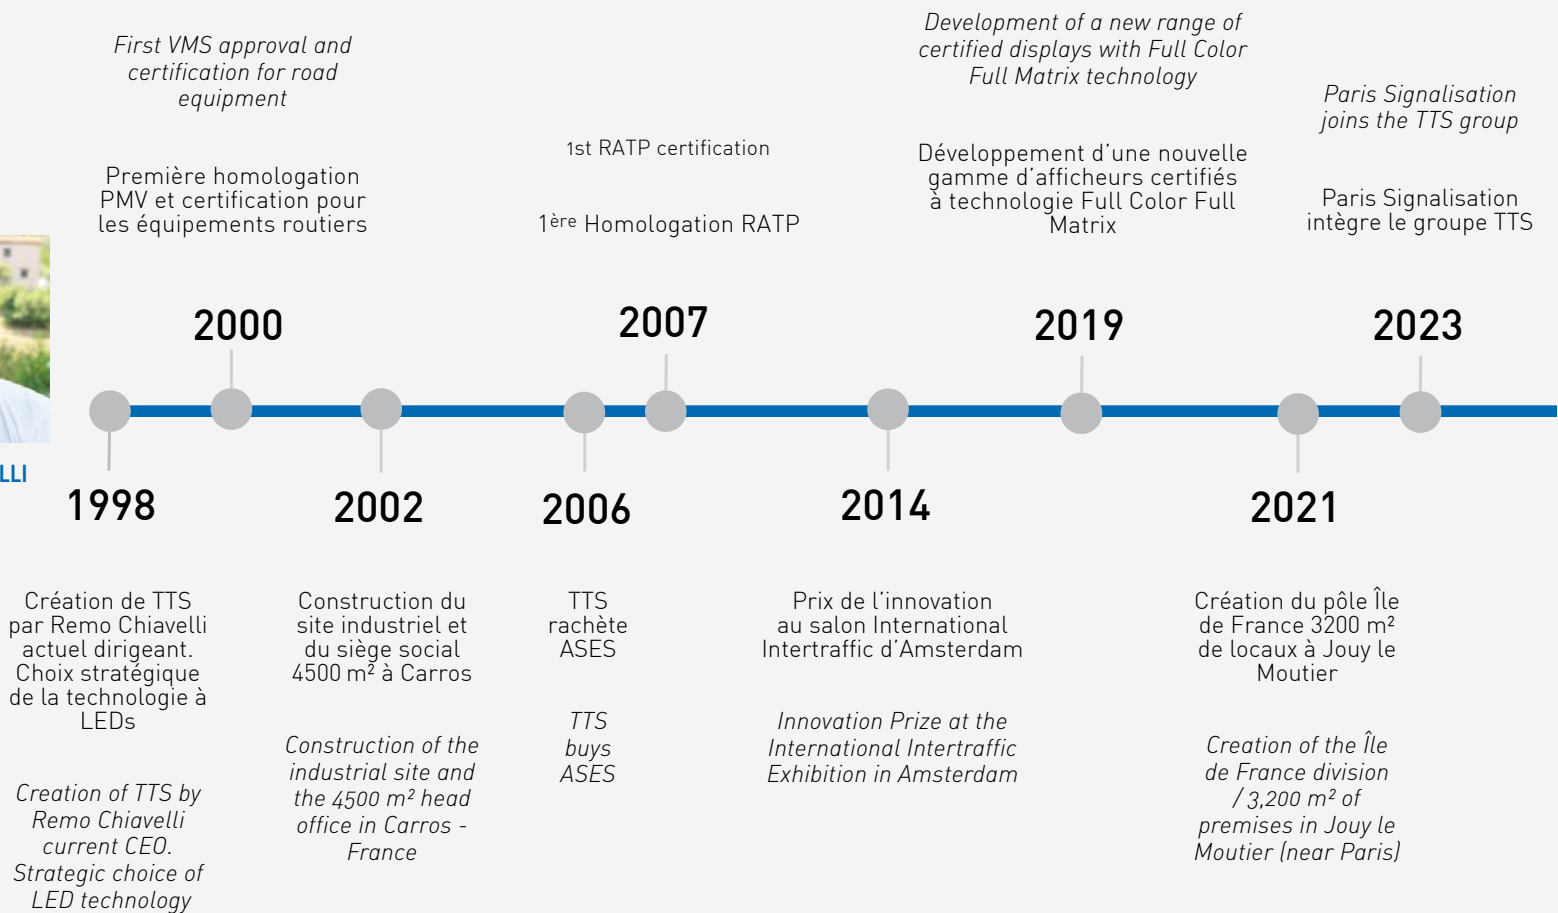 First VMS approval and
certification for road
equipment
Première homologation
PMV et certification pour
les équipements routiers
2000
1st RATP certification
1ère Homologation RATP
2007
Development of a new range of
certified displays with Full Color
Full Matrix technology
Développement d’une nouvelle
gamme d’afficheurs certifiés
à technologie Full Color Full
Matrix
2019
Paris Signalisation
joins the TTS group
Paris Signalisation
intègre le groupe TTS
2023
LLI
1998
Création de TTS
par Remo Chiavelli
actuel dirigeant.
Choix stratégique
de la technologie à
LEDs
Creation of TTS by
Remo Chiavelli
current CEO.
Strategic choice of
LED technology
2002
Construction du
site industriel et
du siège social
4500 m² à Carros
Construction of the
industrial site and
the 4500 m² head
office in Carros -
France
2006
TTS
rachète
ASES
TTS
buys
ASES
2014
Prix de l’innovation
au salon International
Intertraffic d’Amsterdam
Innovation Prize at the
International Intertraffic
Exhibition in Amsterdam
2021
Création du pôle Île
de France 3200 m²
de locaux à Jouy le
Moutier
Creation of the Île
de France division
/ 3,200 m² of
premises in Jouy le
Moutier (near Paris)